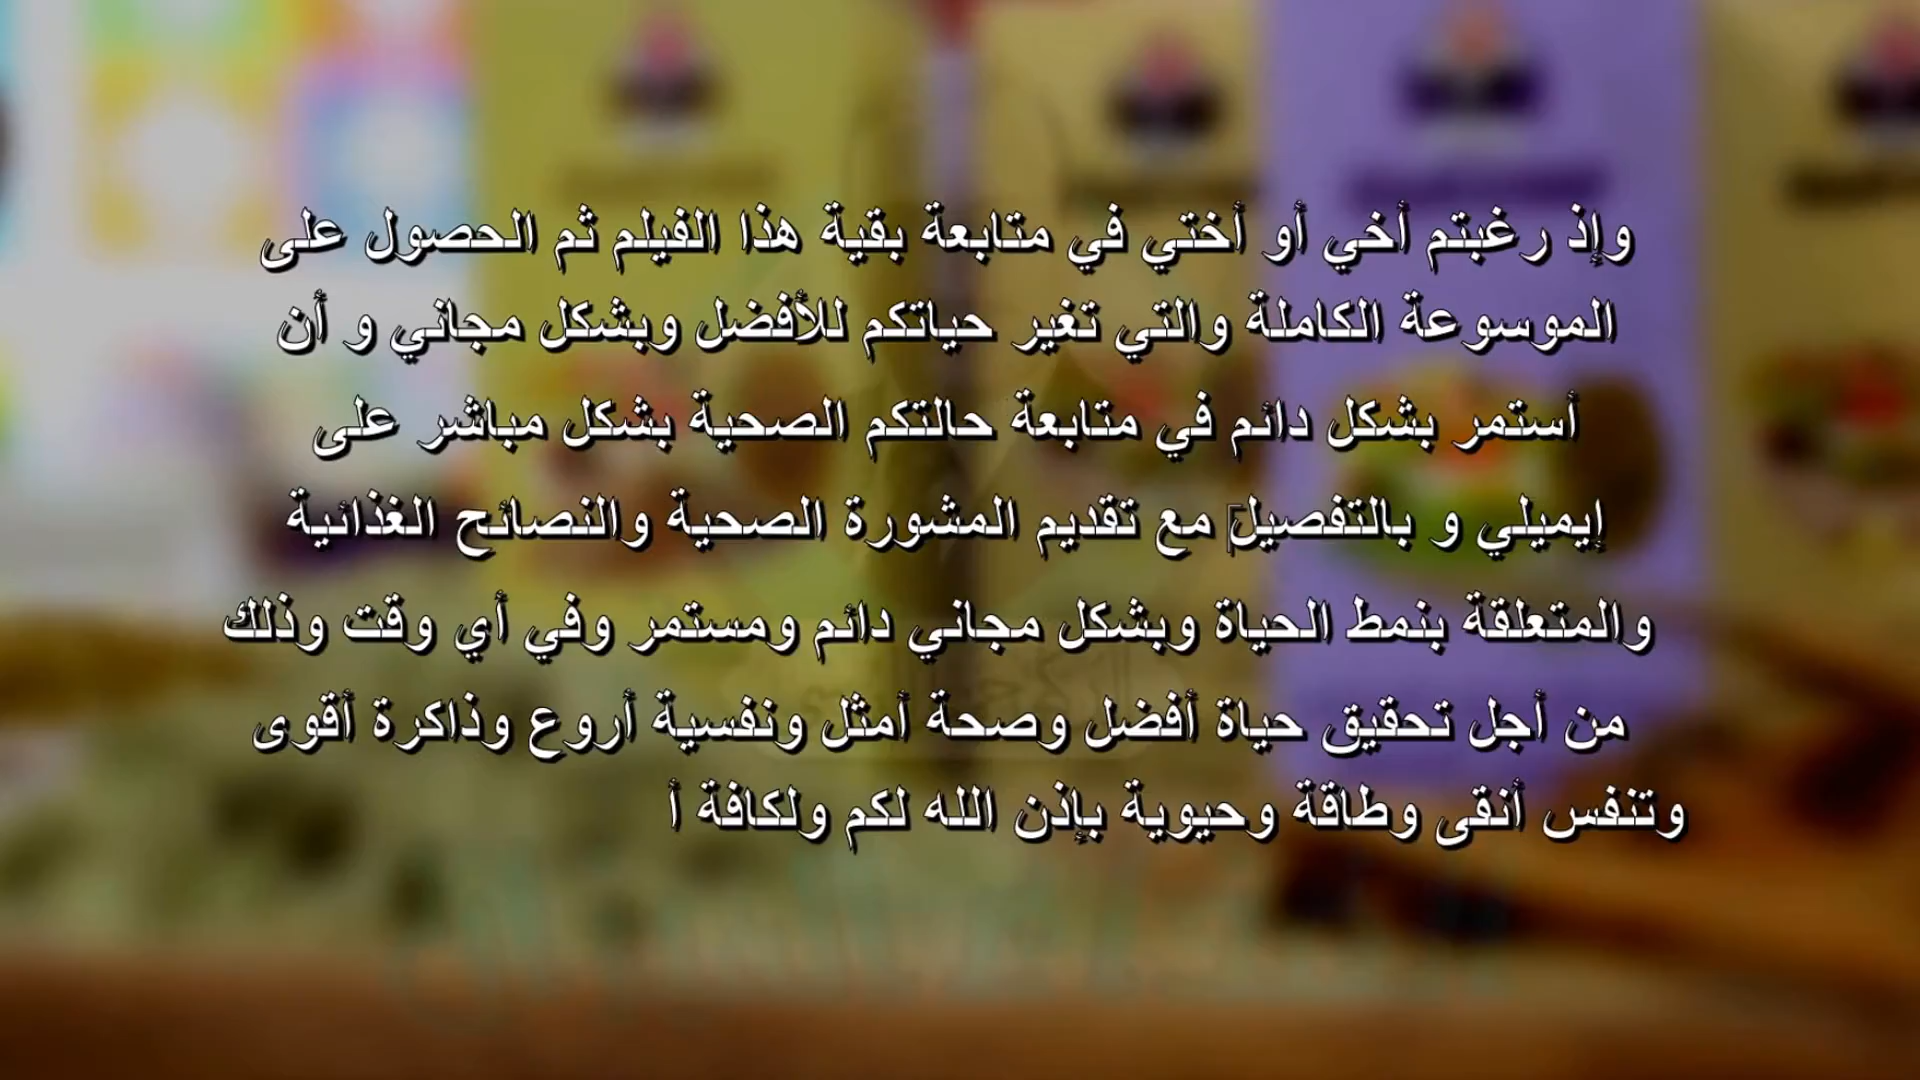 وإذ رغبتم أخي أو أختي في متابعة بقية هذا الفيلم ثم الحصول على
الموسوعة الكاملة والتي تغير حياتكم للأفضل وبشكل مجاني و أن
أستمر بشكل دائم في متابعة حالتكم الصحية بشكل مباشر على
إيميلي و بالتفصيل مع تقديم المشورة الصحية والنصائح الغذائية
والمتعلقة بنمط الحياة وبشكل مجاني دائم ومستمر وفي أي وقت وذلك
من أجل تحقيق حياة أفضل وصحة أمثل ونفسية أروع وذاكرة أقوى
وتنفس أنقى وطاقة وحيوية بإذن الله لكم ولكافة أ